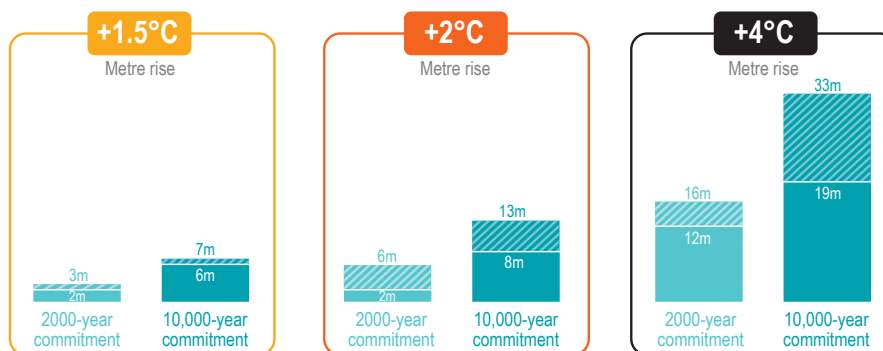 +1.5°C
Metre rise
3m
2m
7m
6m
2000-year
commitment
10,000-year
commitment
+2°C
Metre rise
6m
2m
13m
8m
2000-year
commitment
10,000-year
commitment
+4°C
Metre rise
16m
12m
33m
19m
2000-year
commitment
10,000-year
commitment